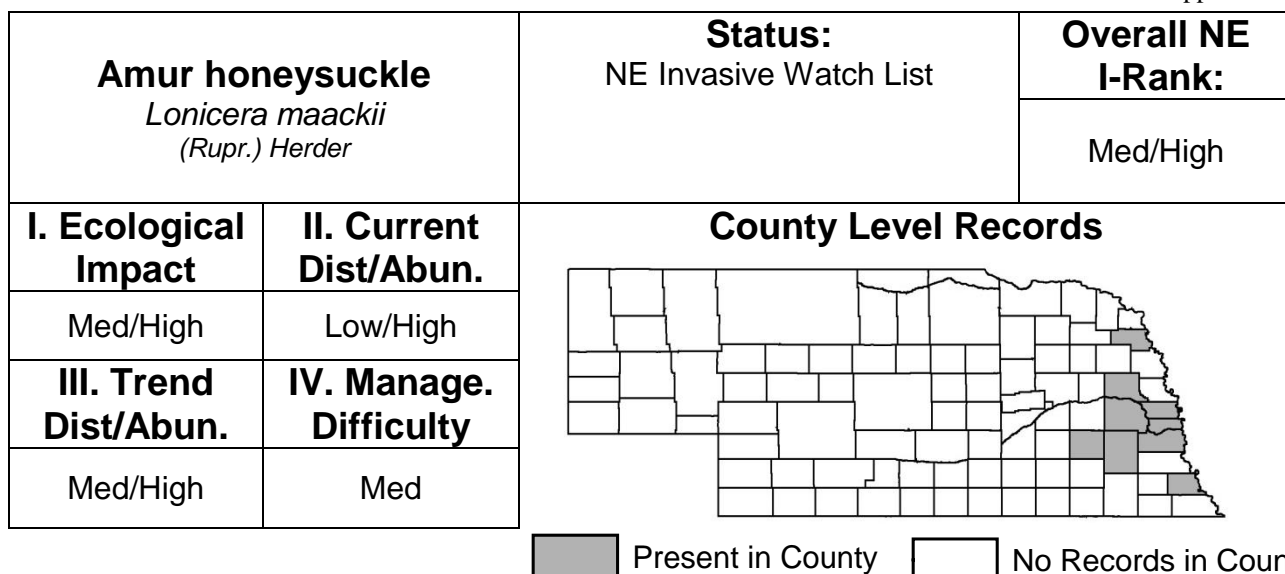 Amur honeysuckle
Lonicera maackii
(Rupr.) Herder
Status:
NE Invasive Watch List
Overall NE
I-Rank:
Med/High
I. Ecological
Impact
II. Current
Dist/Abun.
Med/High
Low/High
III. Trend
Dist/Abun.
IV. Manage.
Difficulty
Med/High
Med
County Level Records
Present in County
No Records in Coun